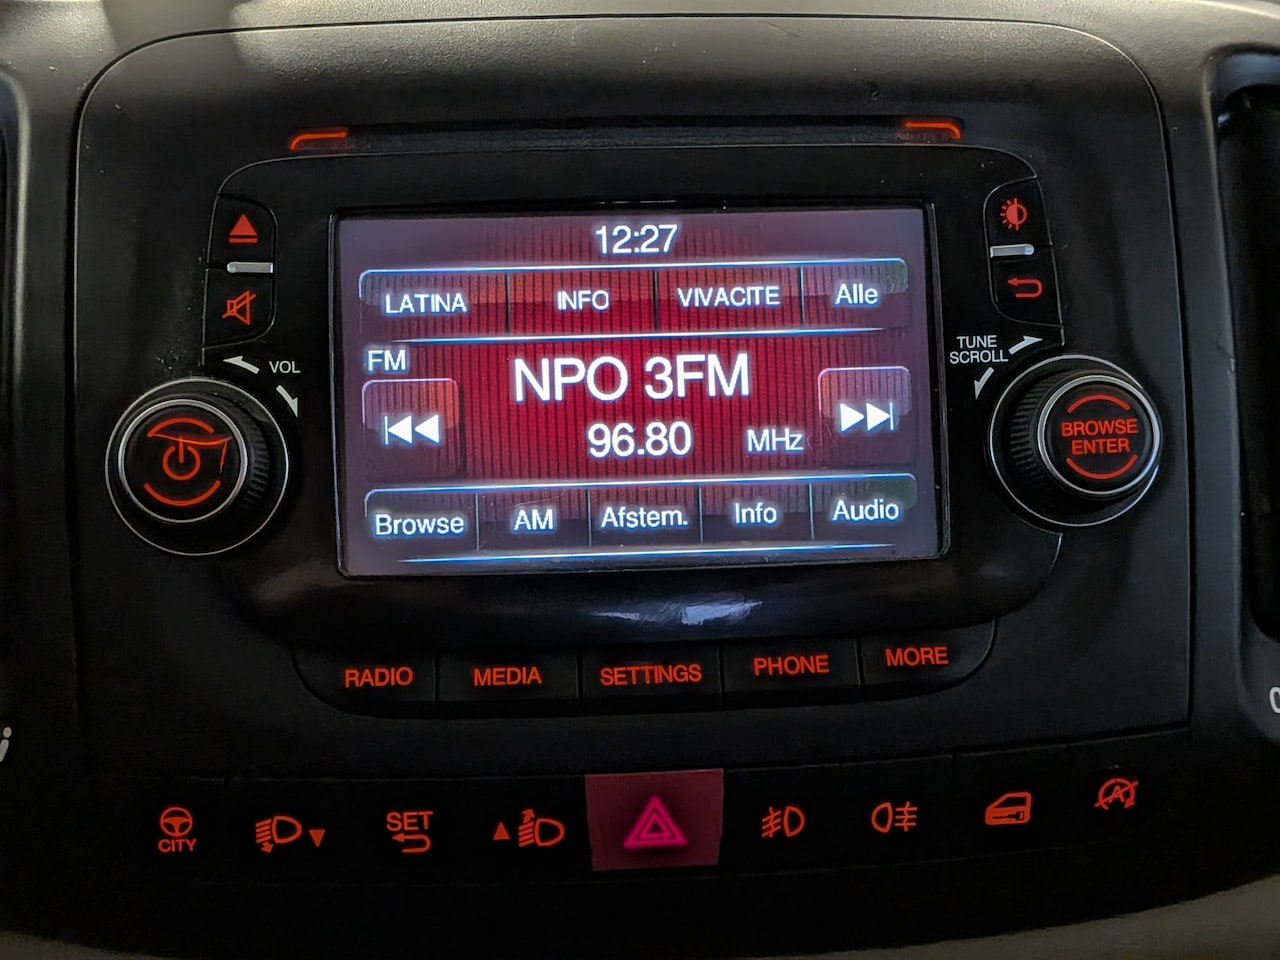 12:27
LATINA INFO VIVACITE Alle
FM
NPO 3FM
96.80 MHz
Browse AM Afstem. Info Audio
VOL
TUNE
SCROLL
BROWSE
ENTER
RADIO MEDIA SETTINGS PHONE MORE
CITY
SET
A